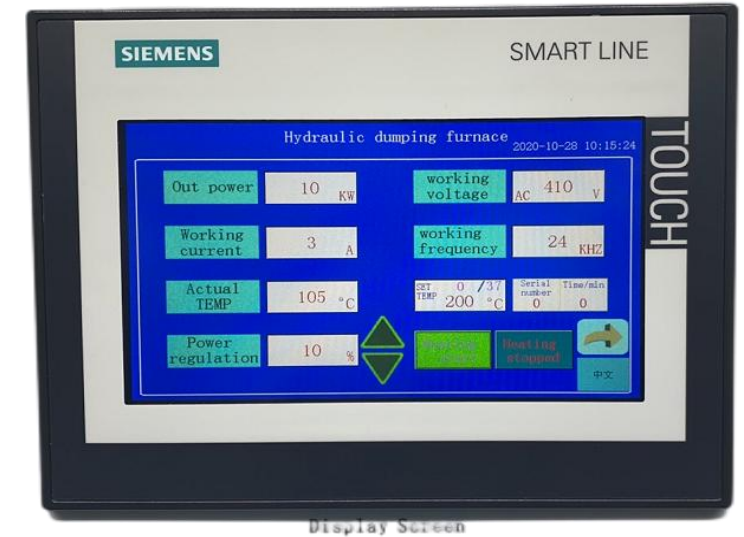 SIEMENS
SMART LINE
TOUCH
Hydraulic dumping furnace
2020-10-28 10:15:24
Out power 10 KW
working voltage AC 410 V
Working current 3 A
working frequency 24 KHZ
Actual TEMP 105 °C
SET TEMP 0 /37 200 °C
Serial number 0
Time/min 0
Power regulation 10 %
Heating stopped
中文
Display Screen